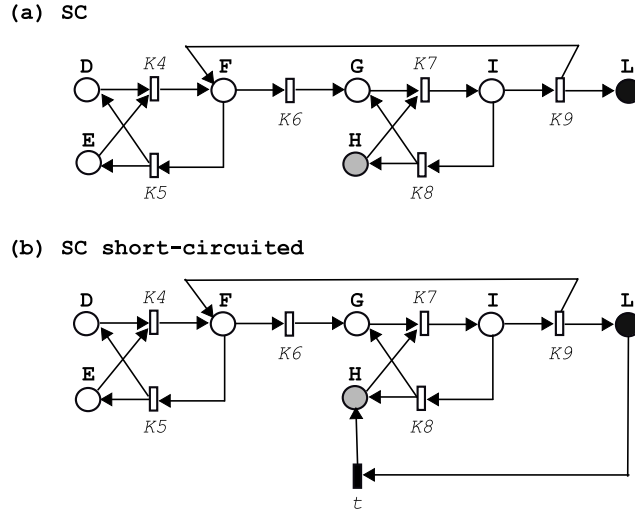 (a) SC
D K4 F G K7 I L
K6 K9
E H
K5 K8
(b) SC short-circuited
D K4 F G K7 I L
K6 K9
E H
K5 K8
t